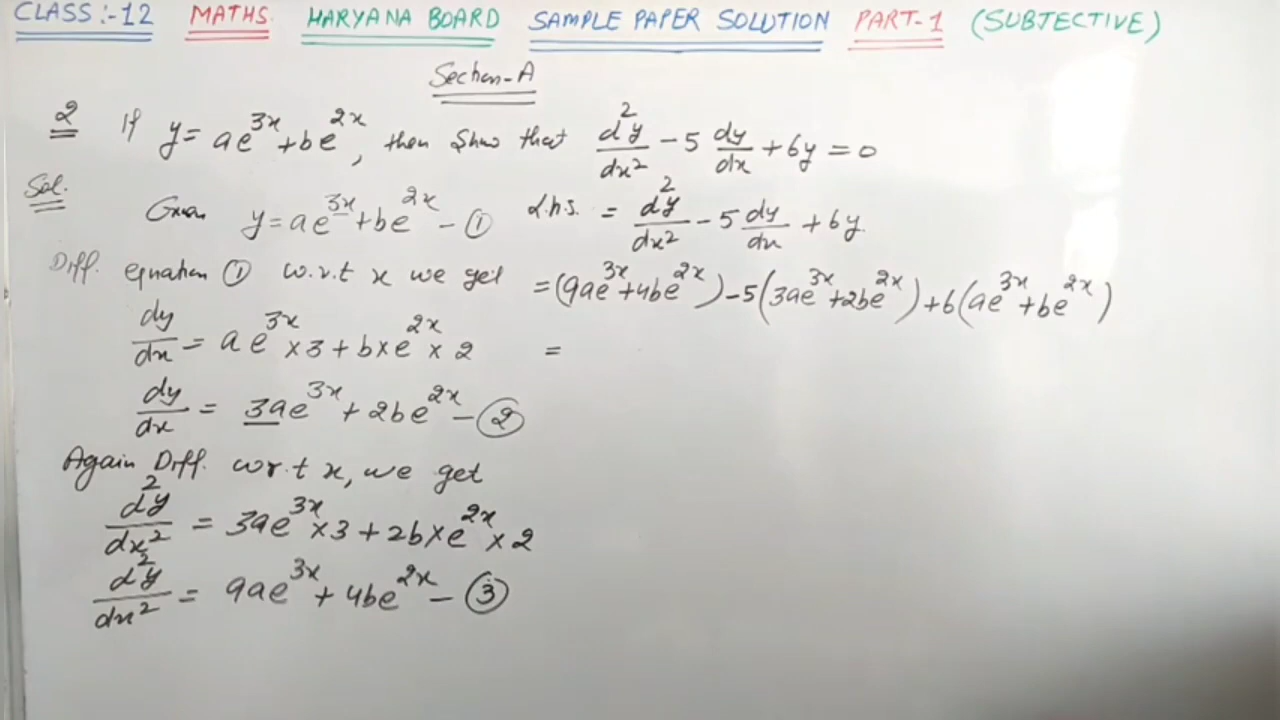 CLASS :- 12 MATHS HARYANA BOARD SAMPLE PAPER SOLUTION PART-1 (SUBTECTIVE)
Section-A
2 If y = ae^{3x} + be^{2x}, then Show that d²y/dx² - 5 dy/dx + 6y = 0
Sol.
Given y = ae^{3x} + be^{2x} - ①
Diff. equation ① w.r.t x we get
dy/dx = ae^{3x} × 3 + b × e^{2x} × 2
dy/dx = 3ae^{3x} + 2be^{2x} - ②
Again Diff. w.r.t x, we get
d²y/dx² = 3ae^{3x} × 3 + 2b × e^{2x} × 2
d²y/dx² = 9ae^{3x} + 4be^{2x} - ③
L.h.s. = d²y/dx² - 5 dy/dx + 6y.
= (9ae^{3x} + 4be^{2x}) - 5(3ae^{3x} + 2be^{2x}) + 6(ae^{3x} + be^{2x})
=